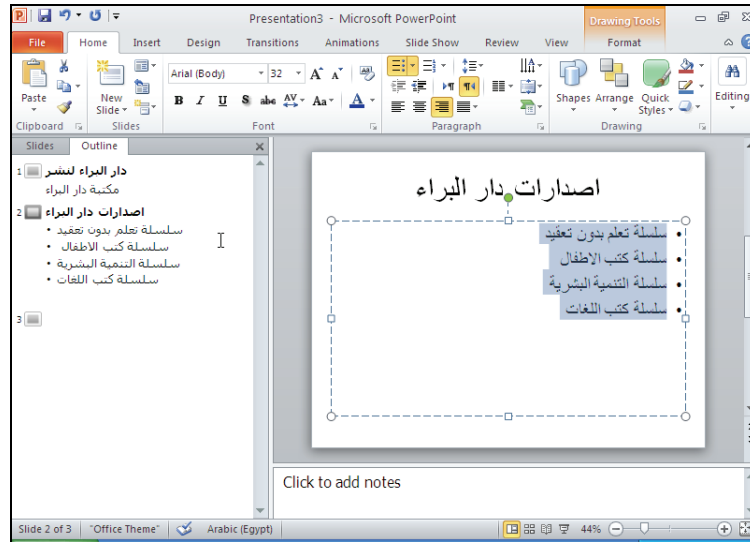 Presentation3 - Microsoft PowerPoint
Drawing Tools
File Home Insert Design Transitions Animations Slide Show Review View Format
Paste
New Slide
Arial (Body) 32
B I U S abc AV Aa A
Shapes Arrange Quick Styles
Editing
Clipboard Slides Font Paragraph Drawing
Slides Outline
1 دار البراء لنشر
مكتبة دار البراء
2 اصدارات دار البراء
• سلسلة تعلم بدون تعقيد
• سلسلة كتب الاطفال
• سلسلة التنمية البشرية
• سلسلة كتب اللغات
3
اصدارات دار البراء
• سلسلة تعلم بدون تعقيد
• سلسلة كتب الاطفال
• سلسلة التنمية البشرية
• سلسلة كتب اللغات
Click to add notes
Slide 2 of 3 "Office Theme" Arabic (Egypt) 44%